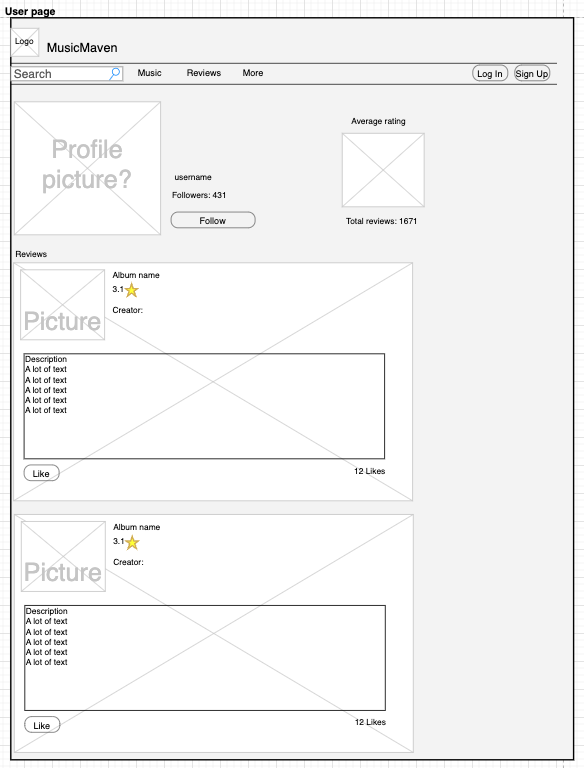 User page
Logo
MusicMaven
Search
Music
Reviews
More
Log In
Sign Up
Profile
picture?
username
Followers: 431
Follow
Average rating
Total reviews: 1671
Reviews
Picture
Album name
3.1
Creator:
Description
A lot of text
A lot of text
A lot of text
A lot of text
A lot of text
Like
12 Likes
Picture
Album name
3.1
Creator:
Description
A lot of text
A lot of text
A lot of text
A lot of text
A lot of text
Like
12 Likes